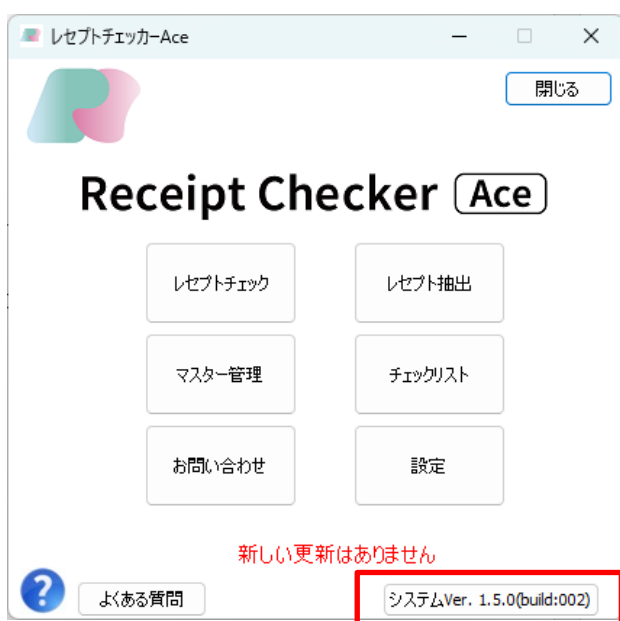 レセプトチェッカーAce
閉じる
Receipt Checker Ace
レセプトチェック
レセプト抽出
マスター管理
チェックリスト
お問い合わせ
設定
新しい更新はありません
?
よくある質問
システムVer. 1.5.0(build:002)